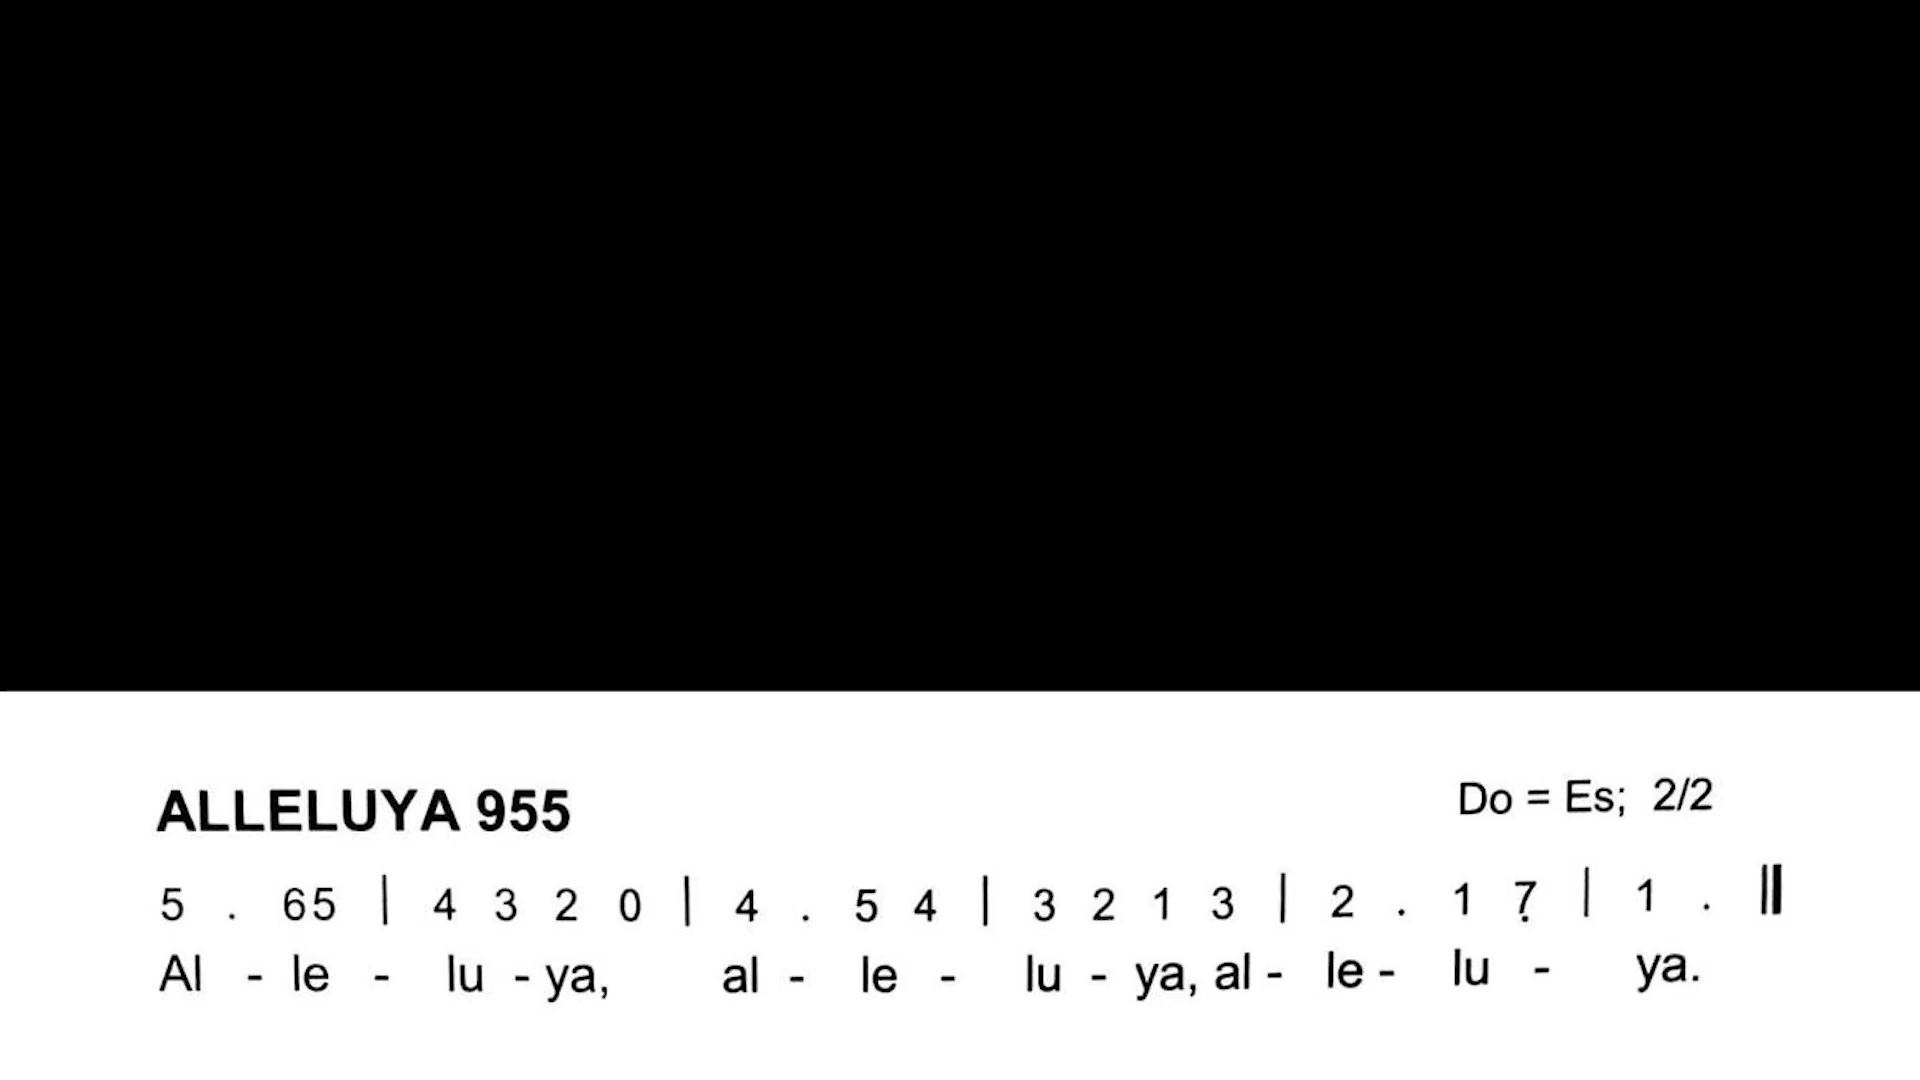 ALLELUYA 955
Do = Es; 2/2
5 . 65 | 4 3 2 0 | 4 . 5 4 | 3 2 1 3 | 2 . 1 7̣ | 1 . ||
Al - le - lu - ya, al - le - lu - ya, al - le - lu - ya.